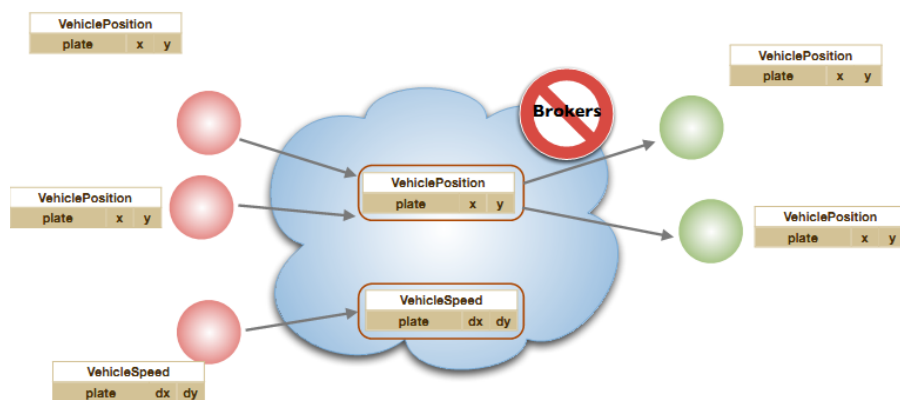 VehiclePosition
plate x y
VehiclePosition
plate x y
Brokers
VehiclePosition
plate x y
VehiclePosition
plate x y
VehiclePosition
plate x y
VehicleSpeed
plate dx dy
VehicleSpeed
plate dx dy